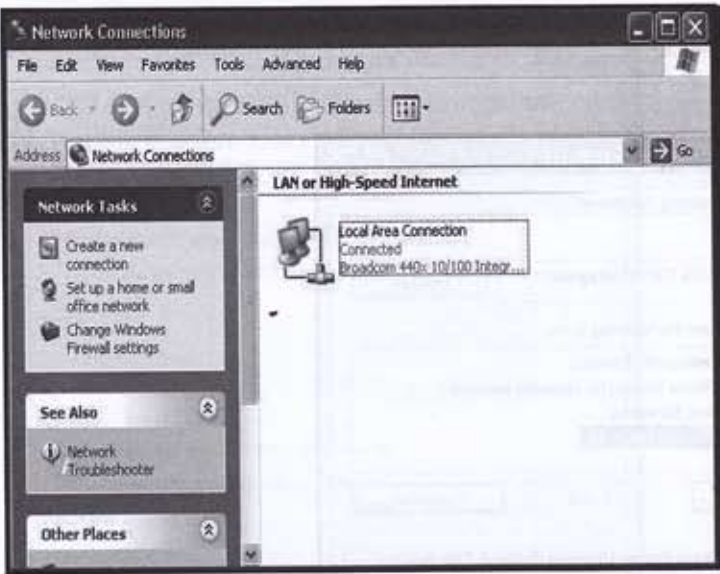 Network Connections
File Edit View Favorites Tools Advanced Help
Back Search Folders
Address Network Connections Go
Network Tasks
Create a new
connection
Set up a home or small
office network
Change Windows
Firewall settings
See Also
Network
Troubleshooter
Other Places
LAN or High-Speed Internet
Local Area Connection
Connected
Broadcom 440x 10/100 Integr...